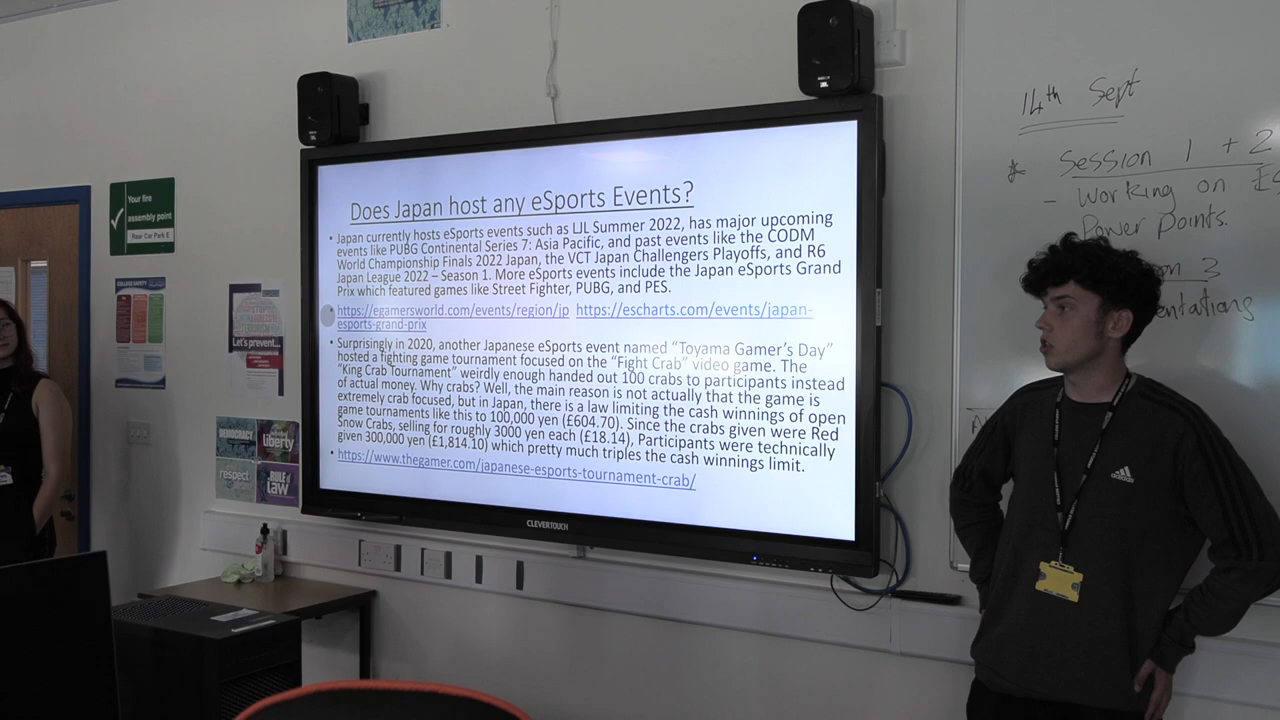 Does Japan host any eSports Events?
• Japan currently hosts eSports events such as LJL Summer 2022, has major upcoming
events like PUBG Continental Series 7: Asia Pacific, and past events like the CODM
World Championship Finals 2022 Japan, the VCT Japan Challengers Playoffs, and R6
Japan League 2022 – Season 1. More eSports events include the Japan eSports Grand
Prix which featured games like Street Fighter, PUBG, and PES.
https://egamersworld.com/events/region/jp https://escharts.com/events/japan-
esports-grand-prix
• Surprisingly in 2020, another Japanese eSports event named “Toyama Gamer’s Day”
hosted a fighting game tournament focused on the “Fight Crab” video game. The
“King Crab Tournament” weirdly enough handed out 100 crabs to participants instead
of actual money. Why crabs? Well, the main reason is not actually that the game is
extremely crab focused, but in Japan, there is a law limiting the cash winnings of open
game tournaments like this to 100,000 yen (£604.70). Since the crabs given were Red
Snow Crabs, selling for roughly 3000 yen each (£18.14), Participants were technically
given 300,000 yen (£1,814.10) which pretty much triples the cash winnings limit.
• https://www.thegamer.com/japanese-esports-tournament-crab/
CLEVERTOUCH
JBL
14th Sept
Session 1 + 2
- Working on
Power points.
3
entations
adidas
Your fire
assembly point
Rear Car Park E
COLLEGE SAFETY
Let's prevent...
DEMOCRACY
liberty
respect
RULE of
LAW